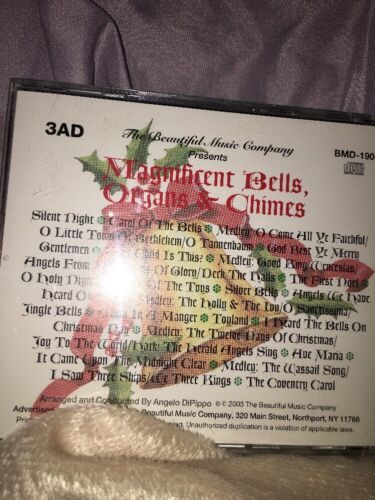 3AD
The Beautiful Music Company
BMD-190
Presents
Magnificent Bells,
Organs & Chimes
Silent Night • Carol Of The Bells • Medley: O Come All Ye Faithful/
O Little Town Of Bethlehem/O Tannenbaum • God Rest Ye Merry
Gentlemen • Child Is This: • Medley: Good King Wenceslas/
Angels From Of Glory/Deck The Halls • The First Noel
O Holy Of The Toys • Silver Bells • Angels We Have
Heard On Medley: The Holly & The Ivy/O Sanctissima/
Jingle Bells • In A Manger • Toyland • I Heard The Bells On
Christmas Day • Medley: The Twelve Days Of Christmas/
Joy To The World/Hark: The Herald Angels Sing • Ave Maria •
It Came Upon The Midnight Clear • Medley: The Wassail Song/
I Saw Three Ships/We Three Kings • The Coventry Carol
Arranged and Conducted By Angelo DiPippo ℗ © 2003 The Beautiful Music Company
Advertised Beautiful Music Company, 320 Main Street, Northport, NY 11768
Unauthorized duplication is a violation of applicable laws.